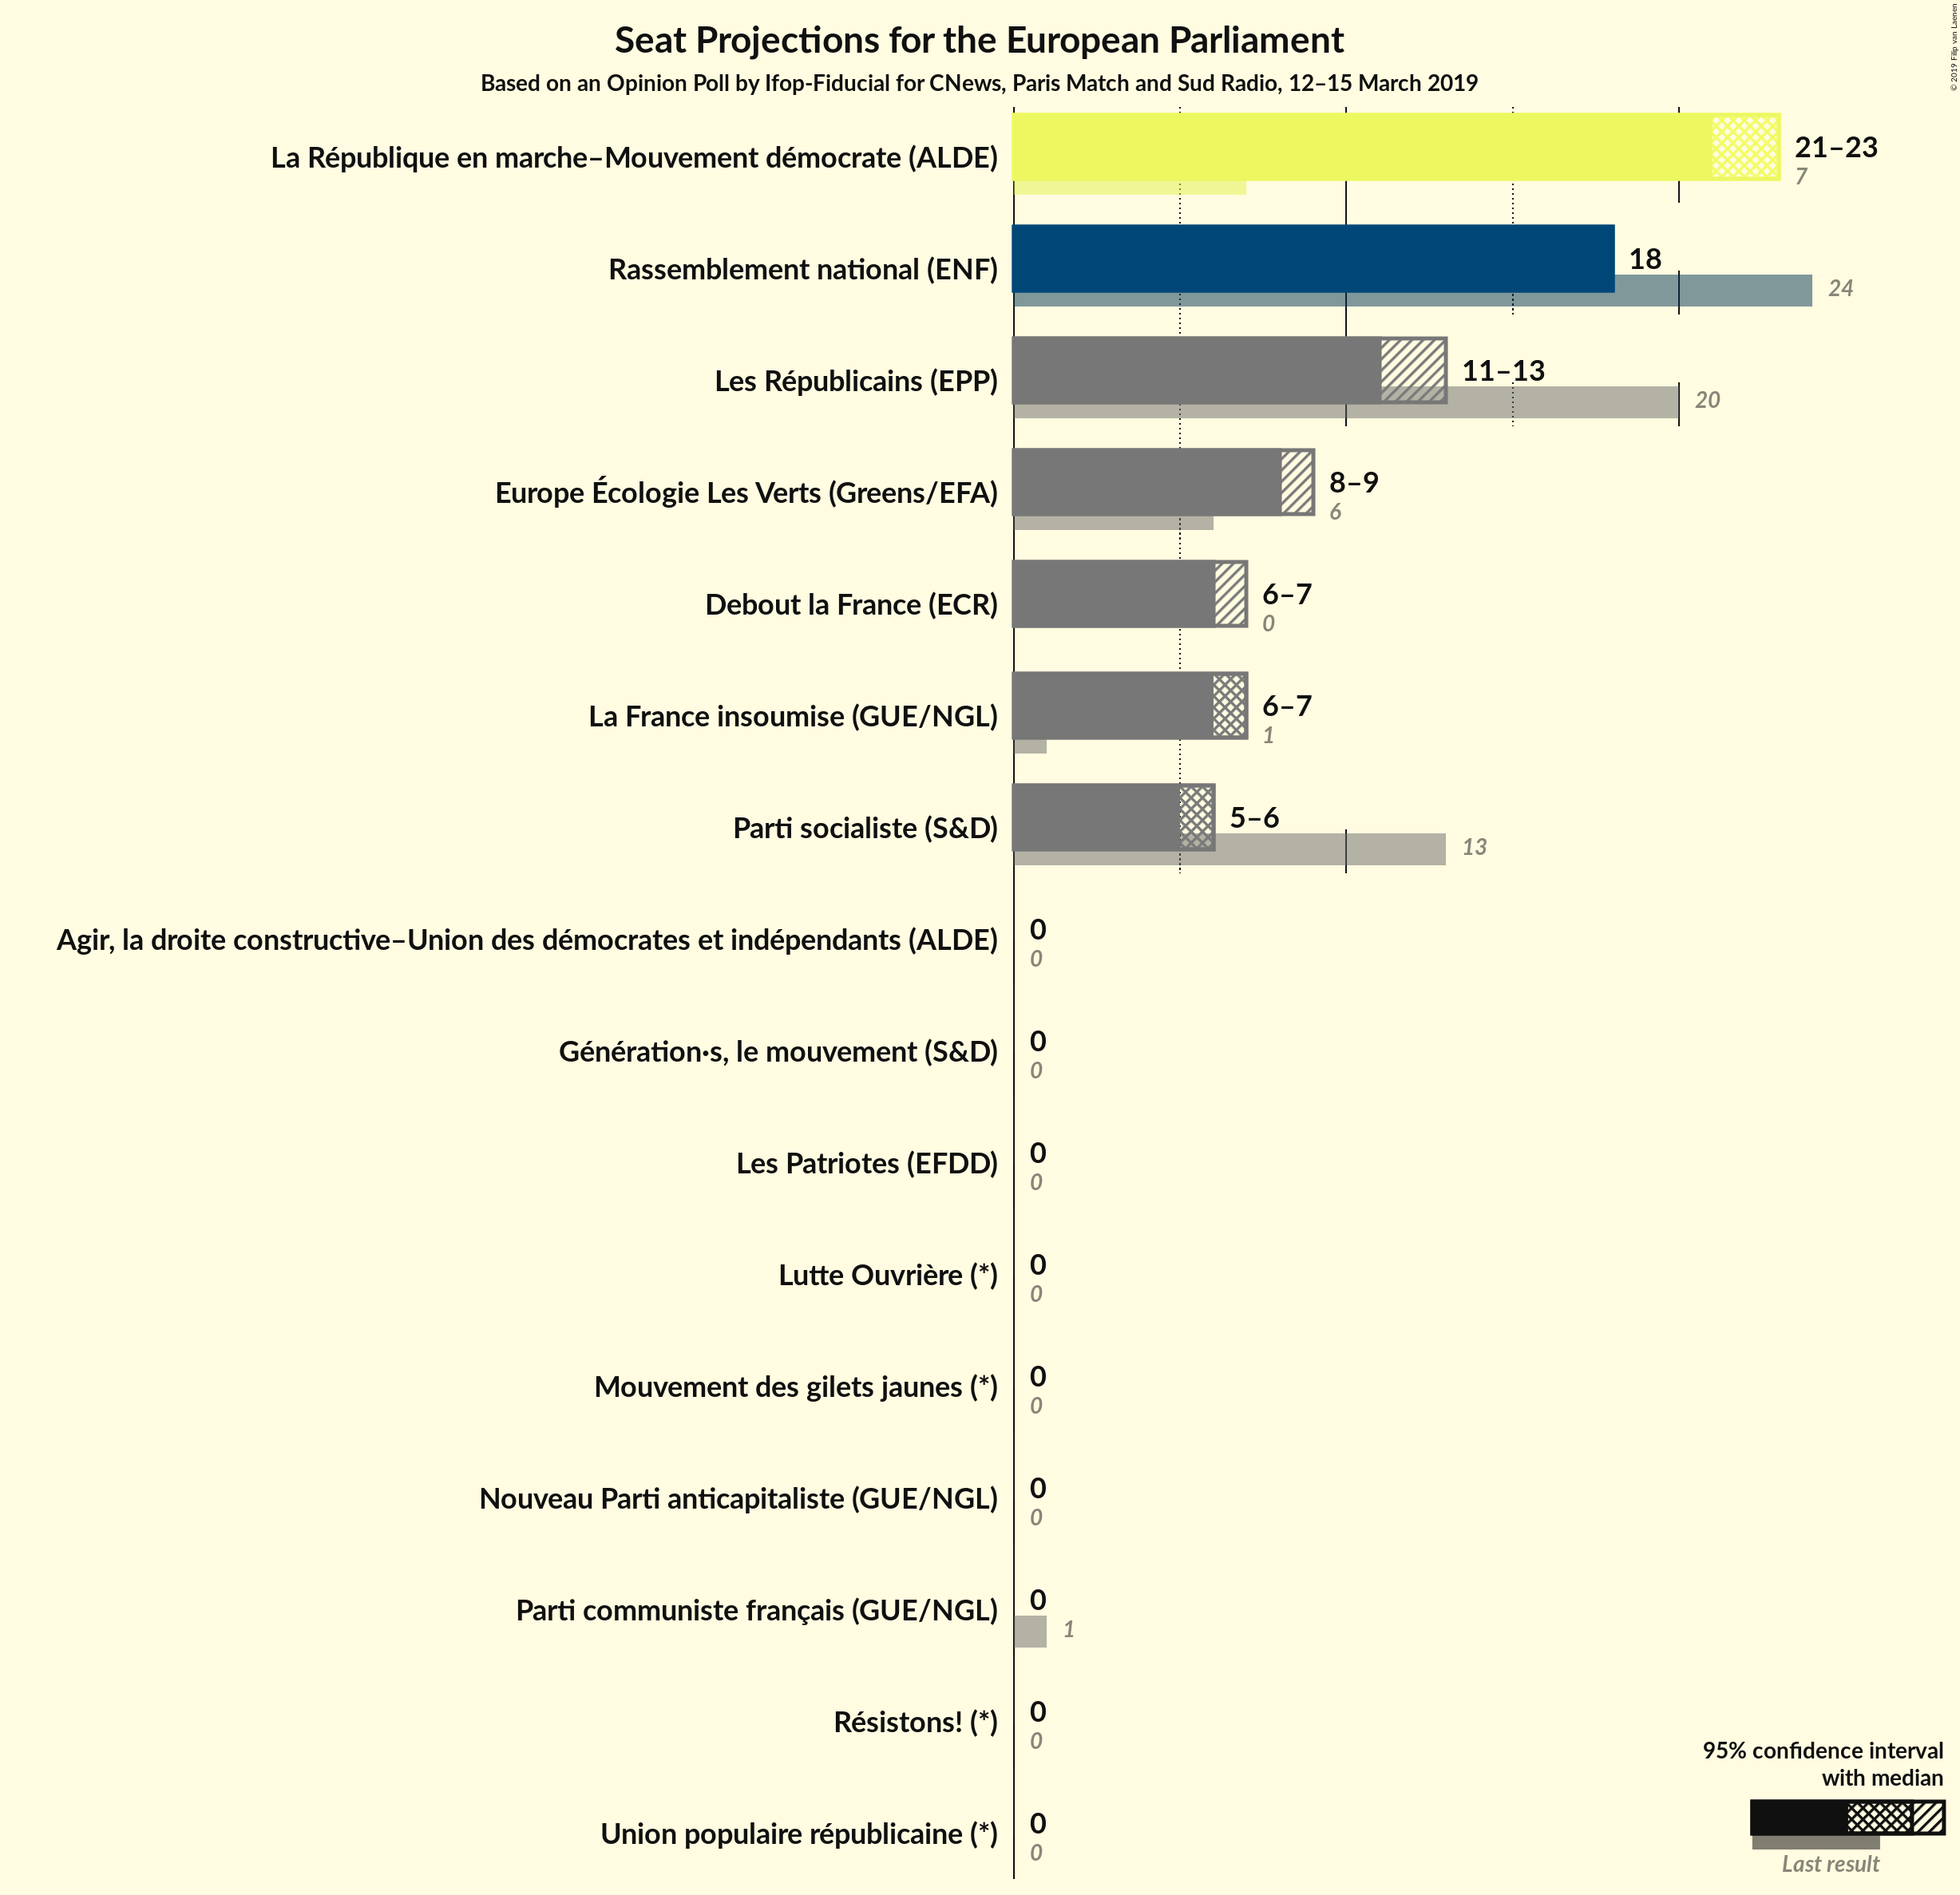 Seat Projections for the European Parliament
Based on an Opinion Poll by Ifop-Fiducial for CNews, Paris Match and Sud Radio, 12–15 March 2019
© 2019 Filip van Laenen
La République en marche–Mouvement démocrate (ALDE)
21–23
7
Rassemblement national (ENF)
18
24
Les Républicains (EPP)
11–13
20
Europe Écologie Les Verts (Greens/EFA)
8–9
6
Debout la France (ECR)
6–7
0
La France insoumise (GUE/NGL)
6–7
1
Parti socialiste (S&D)
5–6
13
Agir, la droite constructive–Union des démocrates et indépendants (ALDE)
0
0
Génération·s, le mouvement (S&D)
0
0
Les Patriotes (EFDD)
0
0
Lutte Ouvrière (*)
0
0
Mouvement des gilets jaunes (*)
0
0
Nouveau Parti anticapitaliste (GUE/NGL)
0
0
Parti communiste français (GUE/NGL)
0
1
Résistons! (*)
0
0
Union populaire républicaine (*)
0
0
95% confidence interval
with median
Last result